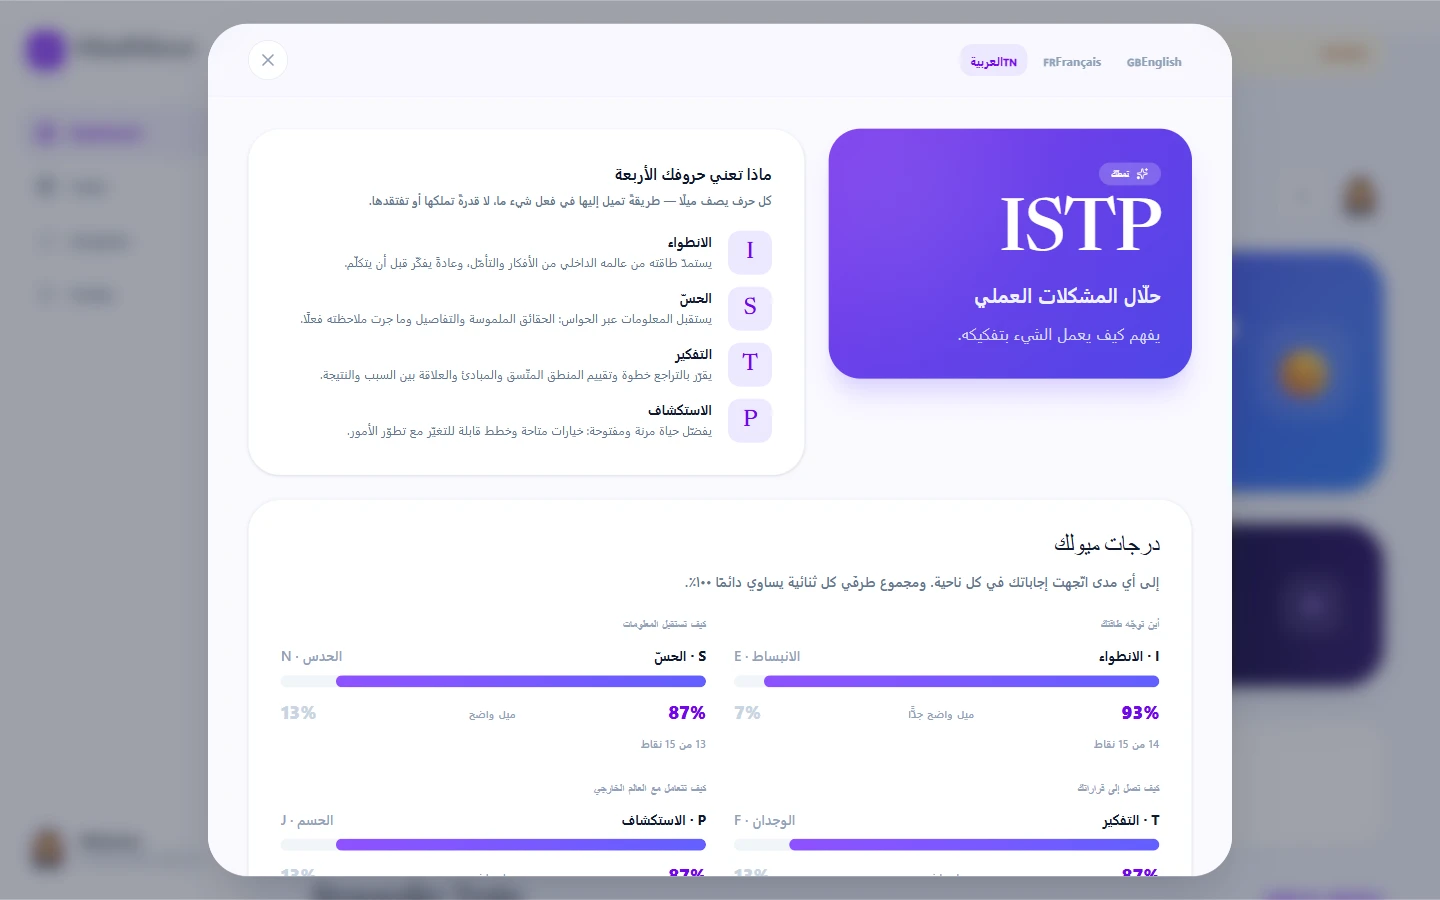 العربيةTN
FRFrançais
GBEnglish
نمطك
ISTP
حلّال المشكلات العملي
يفهم كيف يعمل الشيء بتفكيكه.
ماذا تعني حروفك الأربعة
كل حرف يصف ميلًا — طريقةً تميل إليها في فعل شيء ما، لا قدرةً تملكها أو تفتقدها.
I
الانطواء
يستمدّ طاقته من عالمه الداخلي من الأفكار والتأمّل، وعادةً يفكّر قبل أن يتكلّم.
S
الحسّ
يستقبل المعلومات عبر الحواس: الحقائق الملموسة والتفاصيل وما جرت ملاحظته فعلًا.
T
التفكير
يقرّر بالتراجع خطوة وتقييم المنطق المتّسق والمبادئ والعلاقة بين السبب والنتيجة.
P
الاستكشاف
يفضّل حياة مرنة ومفتوحة: خيارات متاحة وخطط قابلة للتغيّر مع تطوّر الأمور.
درجات ميولك
إلى أي مدى اتّجهت إجاباتك في كل ناحية. ومجموع طرفَي كل ثنائية يساوي دائمًا ١٠٠٪.
أين توجّه طاقتك
I · الانطواء
الانبساط · E
93%
ميل واضح جدًّا
7%
14 من 15 نقاط
كيف تستقبل المعلومات
S · الحسّ
الحدس · N
87%
ميل واضح
13%
13 من 15 نقاط
كيف تصل إلى قراراتك
T · التفكير
الوجدان · F
87%
13%
كيف تتعامل مع العالم الخارجي
P · الاستكشاف
الحسم · J
87%
13%